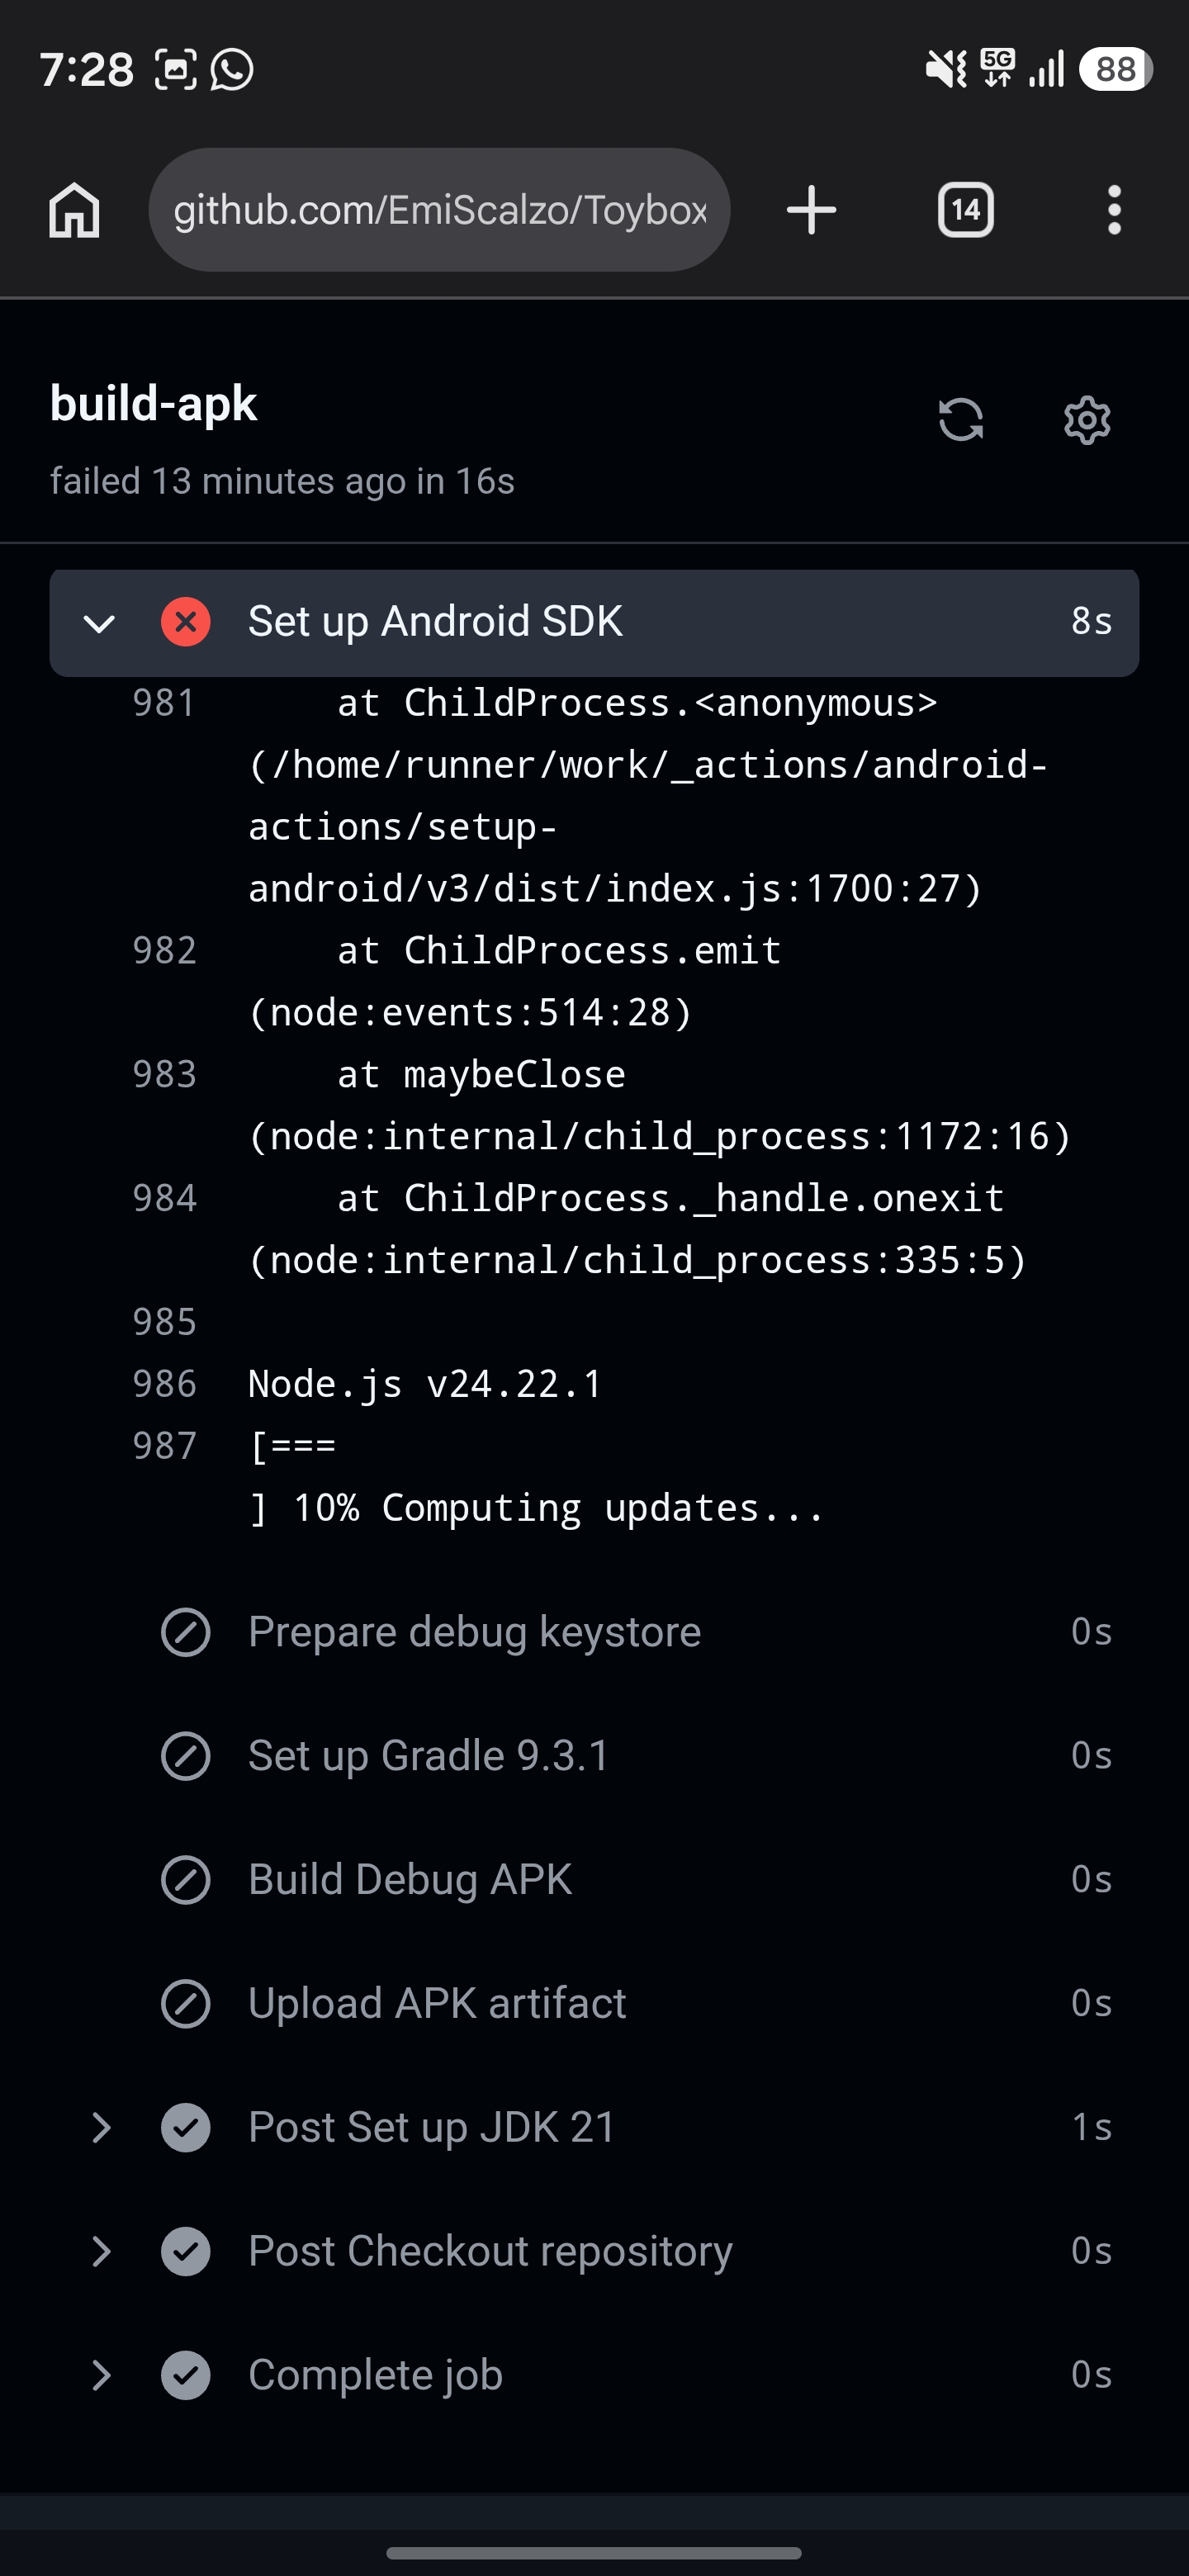 7:28
5G
88
github.com/EmiScalzo/Toybox
14
build-apk
failed 13 minutes ago in 16s
Set up Android SDK 8s
981     at ChildProcess.<anonymous>
(/home/runner/work/_actions/android-
actions/setup-
android/v3/dist/index.js:1700:27)
982     at ChildProcess.emit
(node:events:514:28)
983     at maybeClose
(node:internal/child_process:1172:16)
984     at ChildProcess._handle.onexit
(node:internal/child_process:335:5)
985
986 Node.js v24.22.1
987 [===
] 10% Computing updates...
Prepare debug keystore 0s
Set up Gradle 9.3.1 0s
Build Debug APK 0s
Upload APK artifact 0s
Post Set up JDK 21 1s
Post Checkout repository 0s
Complete job 0s